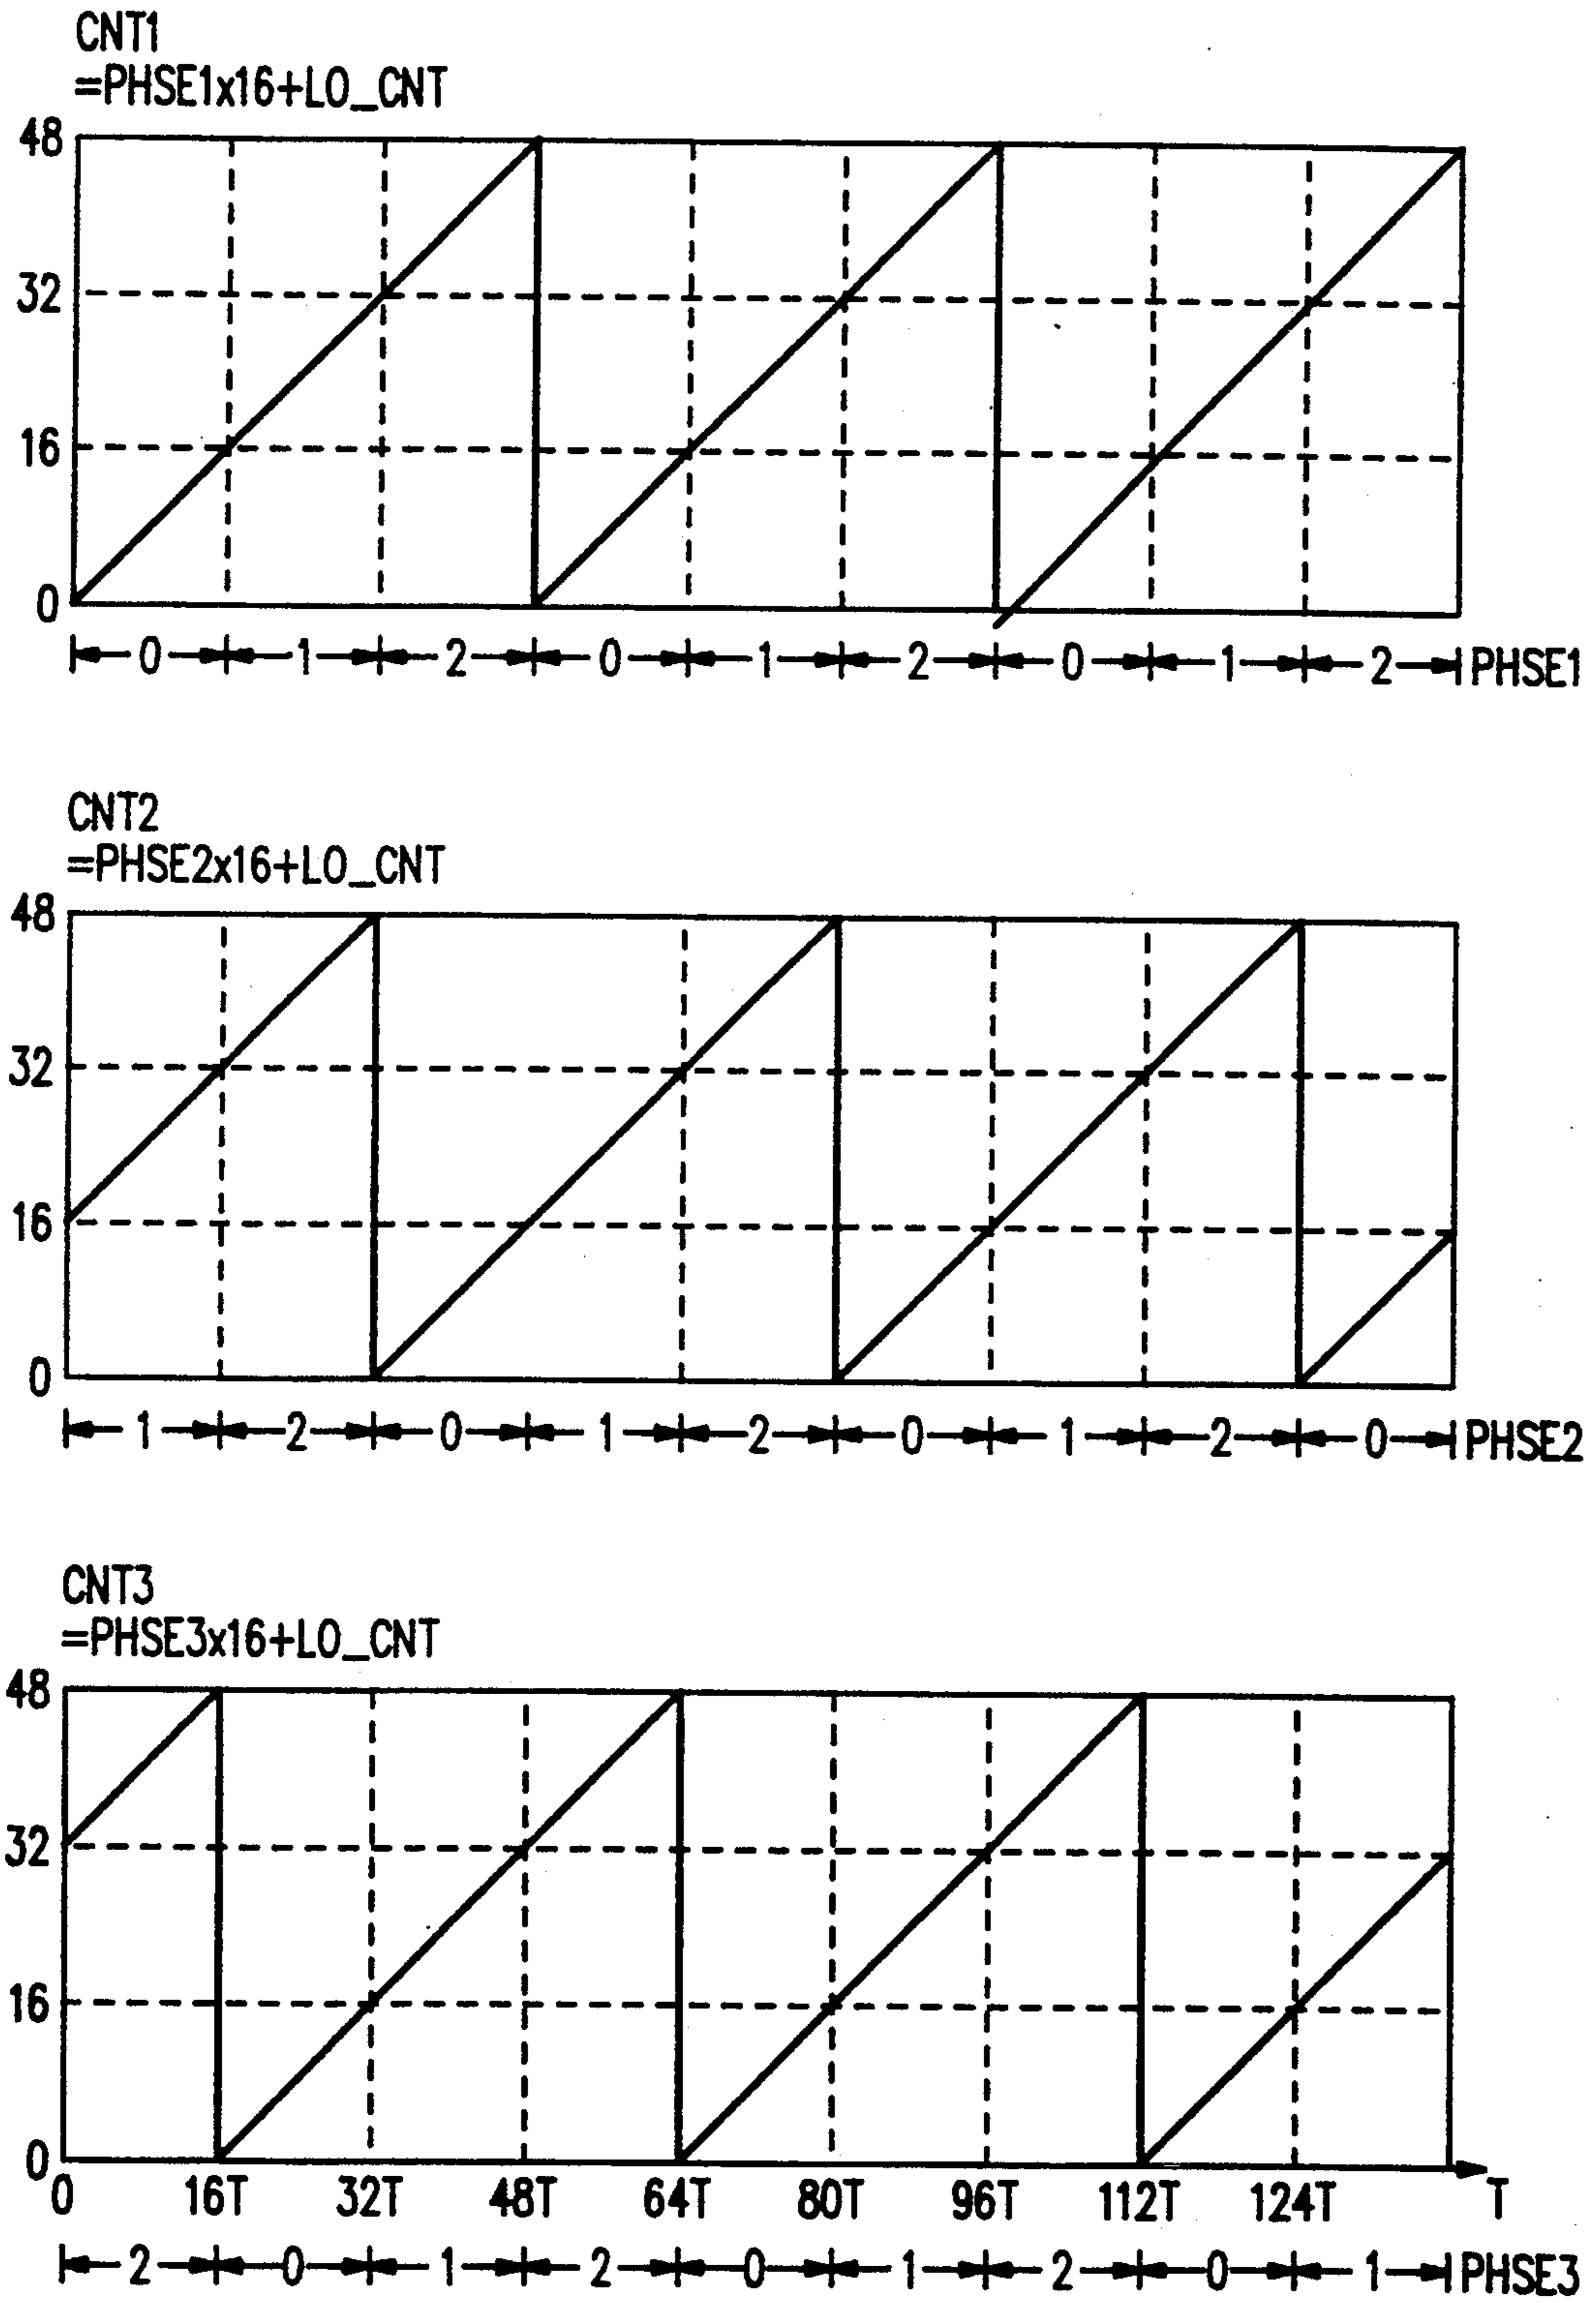 CNT1
=PHSE1x16+LO_CNT
48
32
16
0
0 1 2 0 1 2 0 1 2 PHSE1
CNT2
=PHSE2x16+LO_CNT
48
32
16
0
1 2 0 1 2 0 1 2 0 PHSE2
CNT3
=PHSE3x16+LO_CNT
48
32
16
0
0 16T 32T 48T 64T 80T 96T 112T 124T T
2 0 1 2 0 1 2 0 1 PHSE3